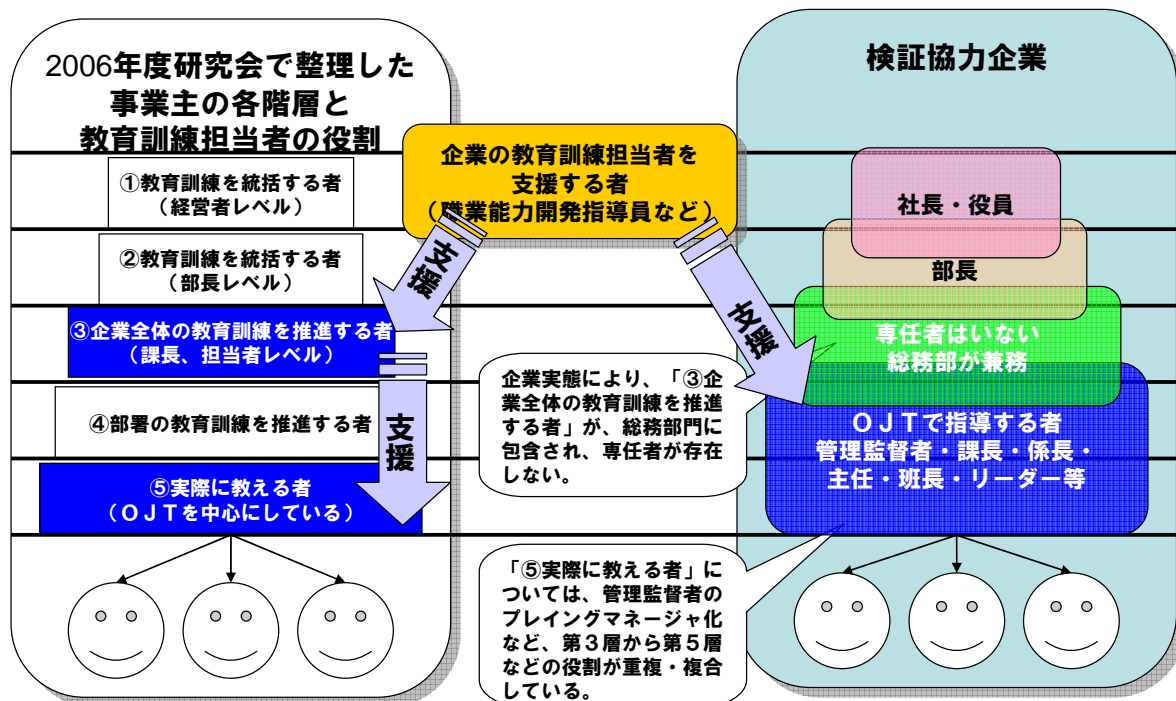 2006年度研究会で整理した
事業主の各階層と
教育訓練担当者の役割
①教育訓練を統括する者
（経営者レベル）
②教育訓練を統括する者
（部長レベル）
③企業全体の教育訓練を推進する者
（課長、担当者レベル）
④部署の教育訓練を推進する者
⑤実際に教える者
（ＯＪＴを中心にしている）
企業の教育訓練担当者を
支援する者
（職業能力開発指導員など）
支援
支援
支援
企業実態により、「③企
業全体の教育訓練を推進
する者」が、総務部門に
包含され、専任者が存在
しない。
「⑤実際に教える者」に
ついては、管理監督者の
プレイングマネージャ化
など、第３層から第５層
などの役割が重複・複合
している。
検証協力企業
社長・役員
部長
専任者はいない
総務部が兼務
ＯＪＴで指導する者
管理監督者・課長・係長・
主任・班長・リーダー等